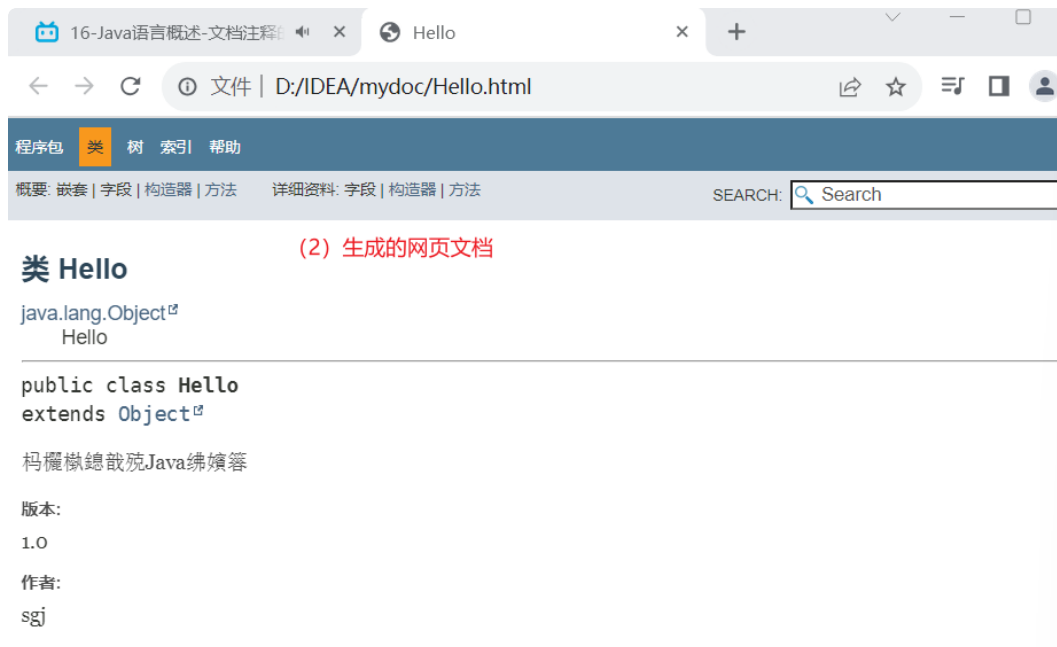 16-Java语言概述-文档注释
Hello
文件 | D:/IDEA/mydoc/Hello.html
程序包 类 树 索引 帮助
概要: 嵌套 | 字段 | 构造器 | 方法 详细资料: 字段 | 构造器 | 方法
SEARCH: Search
(2)生成的网页文档
类 Hello
java.lang.Object
Hello
public class Hello
extends Object
杩欐槸鎴戠殑Java绋嬪簭
版本:
1.0
作者:
sgj